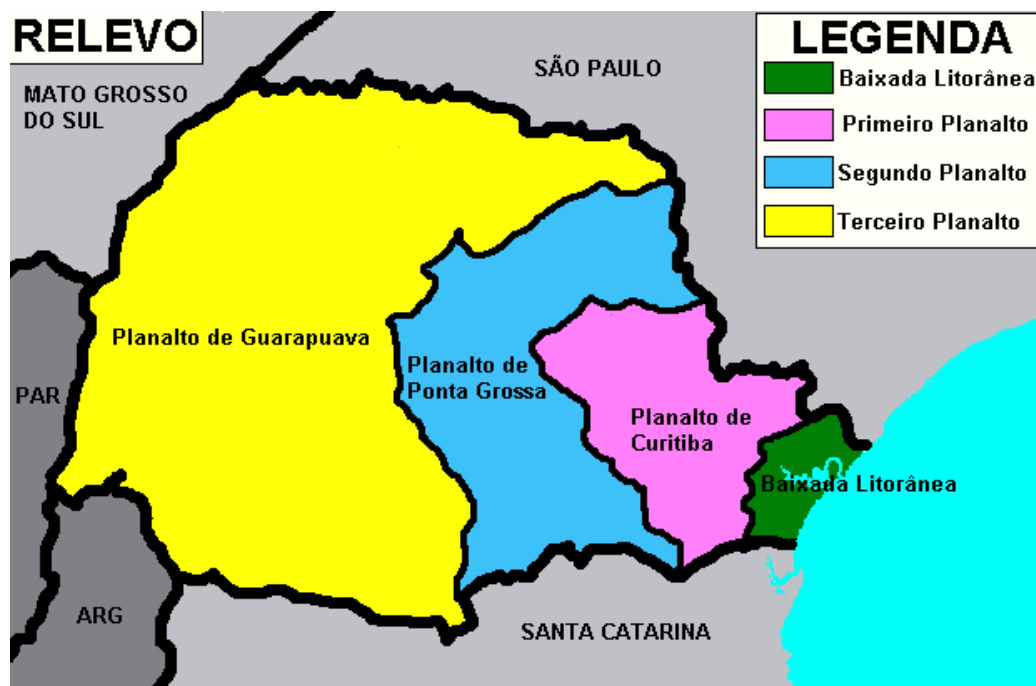 RELEVO
LEGENDA
Baixada Litorânea
Primeiro Planalto
Segundo Planalto
Terceiro Planalto
SÃO PAULO
MATO GROSSO
DO SUL
Planalto de Guarapuava
Planalto de
Ponta Grossa
PAR
Planalto de
Curitiba
Baixada Litorânea
ARG
SANTA CATARINA